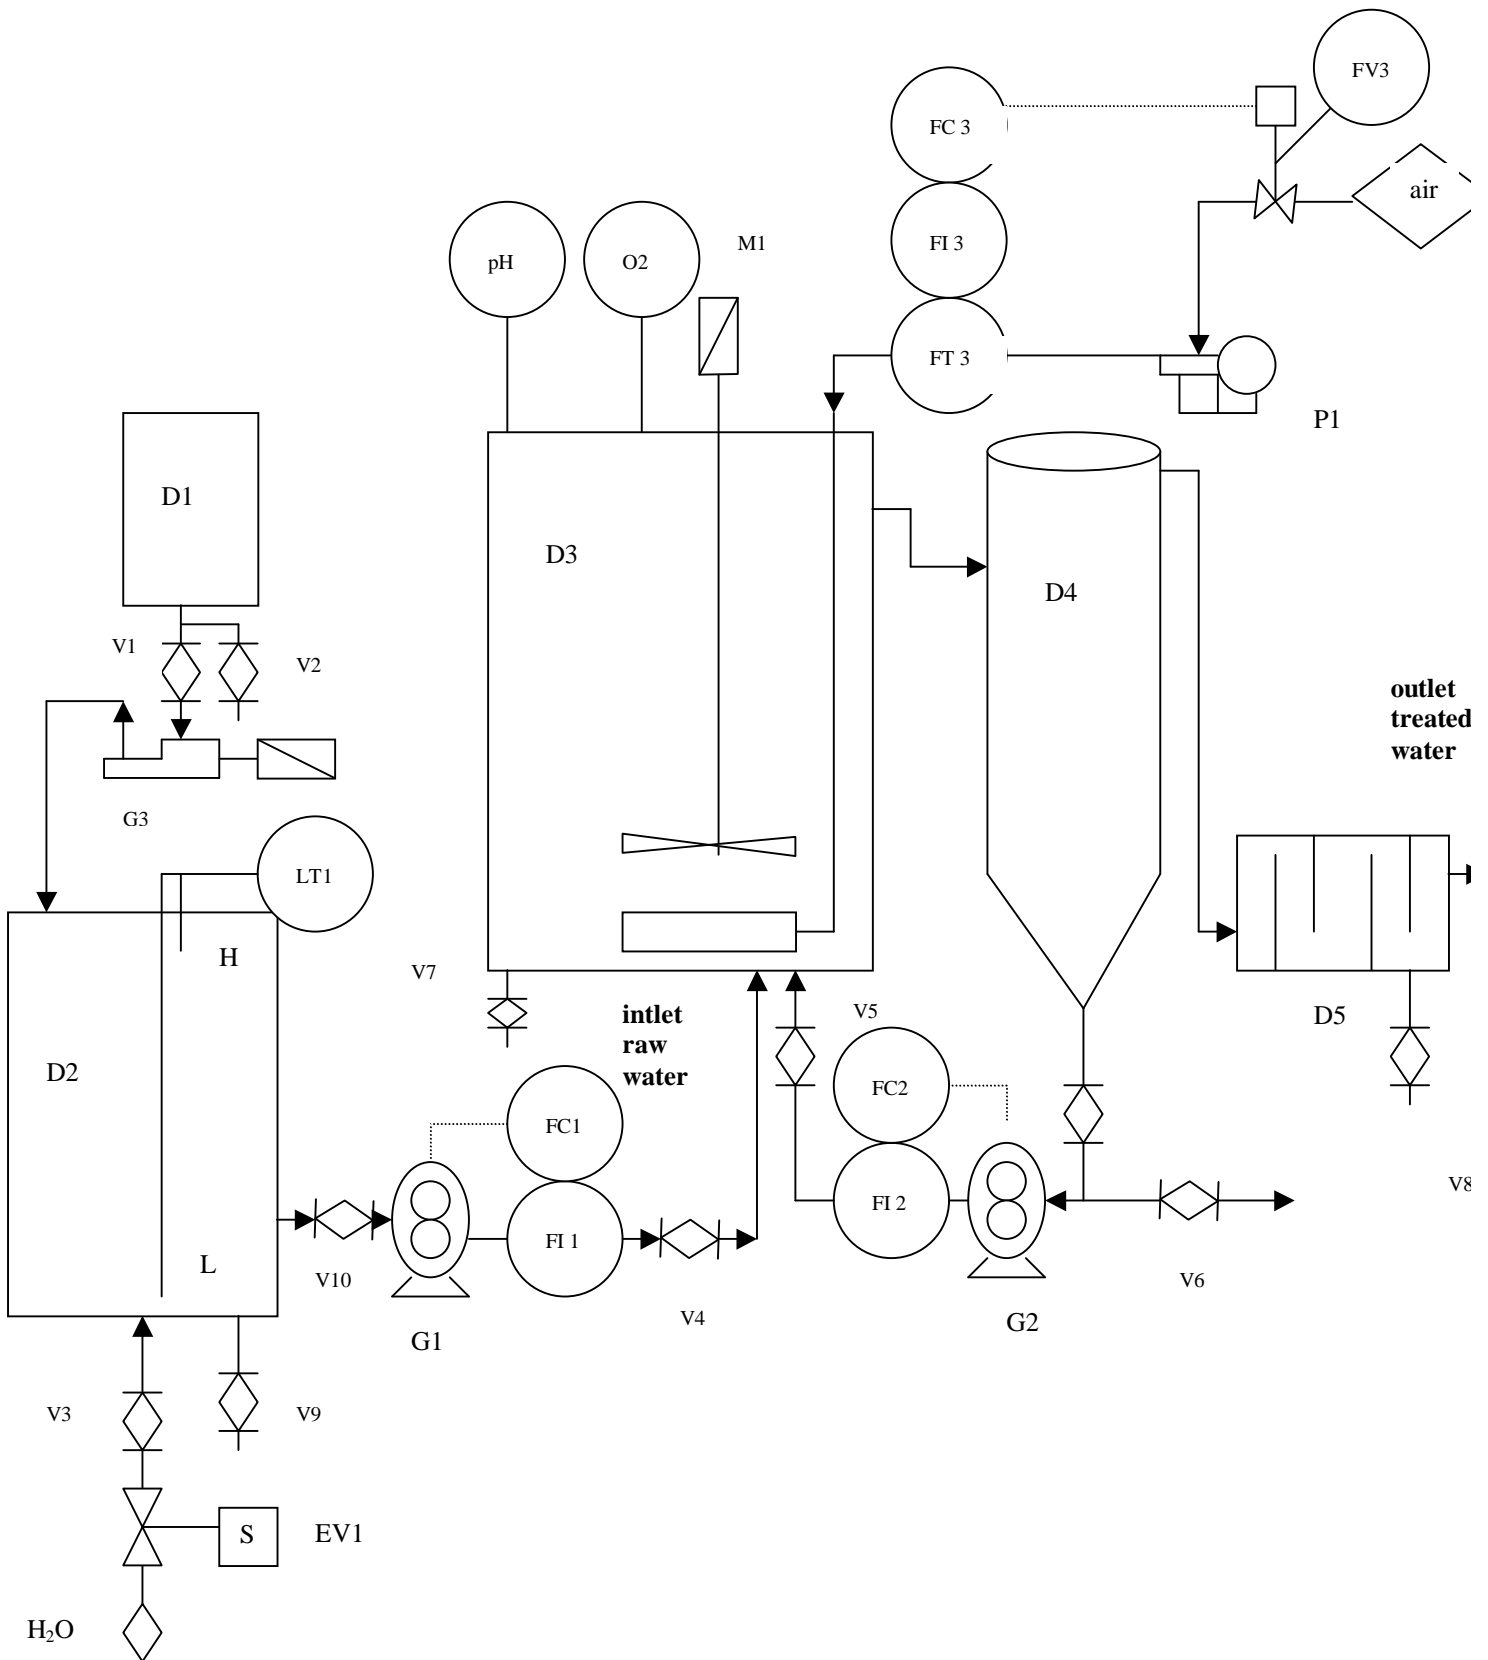 FV3
FC 3
air
FI 3
M1
pH
O2
FT 3
P1
D1
D3
D4
V1
V2
outlet
treated
water
G3
LT1
H
V7
intlet
raw
water
V5
D5
D2
FC2
FC1
V8
FI 2
FI 1
L
V10
V6
V4
G2
G1
V3
V9
S
EV1
H₂O